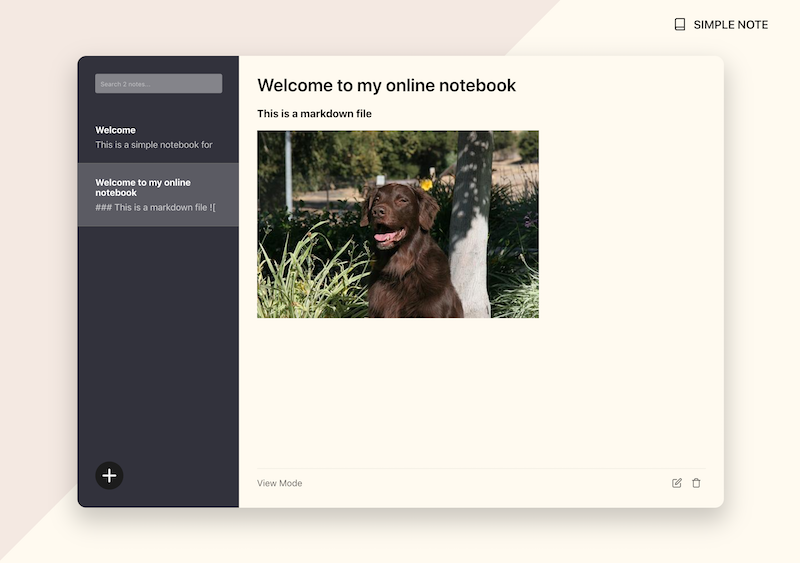 SIMPLE NOTE
Search 2 notes...
Welcome
This is a simple notebook for
Welcome to my online
notebook
### This is a markdown file ![
Welcome to my online notebook
This is a markdown file
View Mode